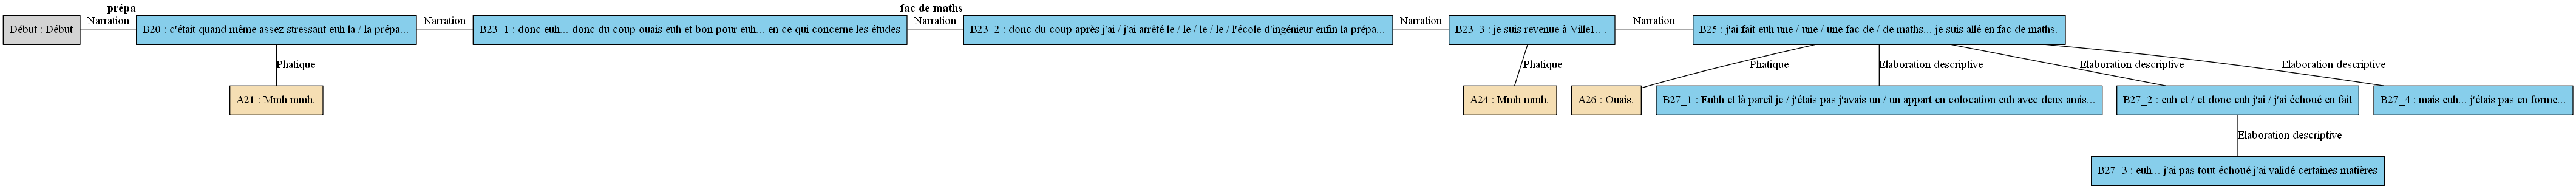 prépa
fac de maths
Début : Début
Narration
B20 : c'était quand même assez stressant euh la / la prépa...
Narration
B23_1 : donc euh... donc du coup ouais euh et bon pour euh... en ce qui concerne les études
Narration
B23_2 : donc du coup après j'ai / j'ai arrêté le / le / le / le / l'école d'ingénieur enfin la prépa...
Narration
B23_3 : je suis revenue à Ville1.. .
Narration
B25 : j'ai fait euh une / une / une fac de / de maths... je suis allé en fac de maths.
Phatique
Phatique
Phatique
Elaboration descriptive
Elaboration descriptive
Elaboration descriptive
A21 : Mmh mmh.
A24 : Mmh mmh.
A26 : Ouais.
B27_1 : Euhh et là pareil je / j'étais pas j'avais un / un appart en colocation euh avec deux amis...
B27_2 : euh et / et donc euh j'ai / j'ai échoué en fait
B27_4 : mais euh... j'étais pas en forme...
Elaboration descriptive
B27_3 : euh... j'ai pas tout échoué j'ai validé certaines matières